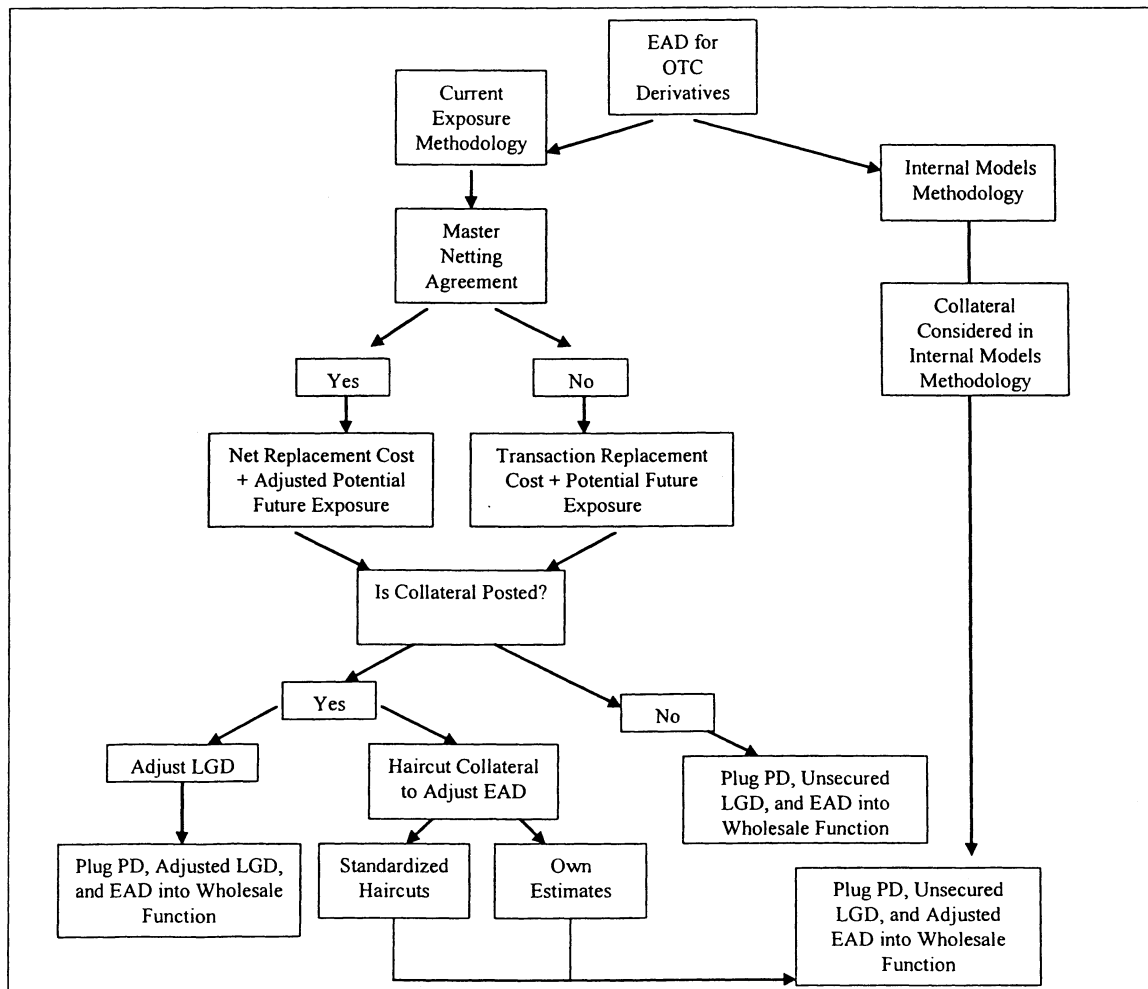 EAD for
OTC
Derivatives
Current
Exposure
Methodology
Internal Models
Methodology
Master
Netting
Agreement
Collateral
Considered in
Internal Models
Methodology
Yes
No
Net Replacement Cost
+ Adjusted Potential
Future Exposure
Transaction Replacement
Cost + Potential Future
Exposure
Is Collateral Posted?
Yes
No
Adjust LGD
Haircut Collateral
to Adjust EAD
Plug PD, Unsecured
LGD, and EAD into
Wholesale Function
Plug PD, Adjusted LGD,
and EAD into Wholesale
Function
Standardized
Haircuts
Own
Estimates
Plug PD, Unsecured
LGD, and Adjusted
EAD into Wholesale
Function